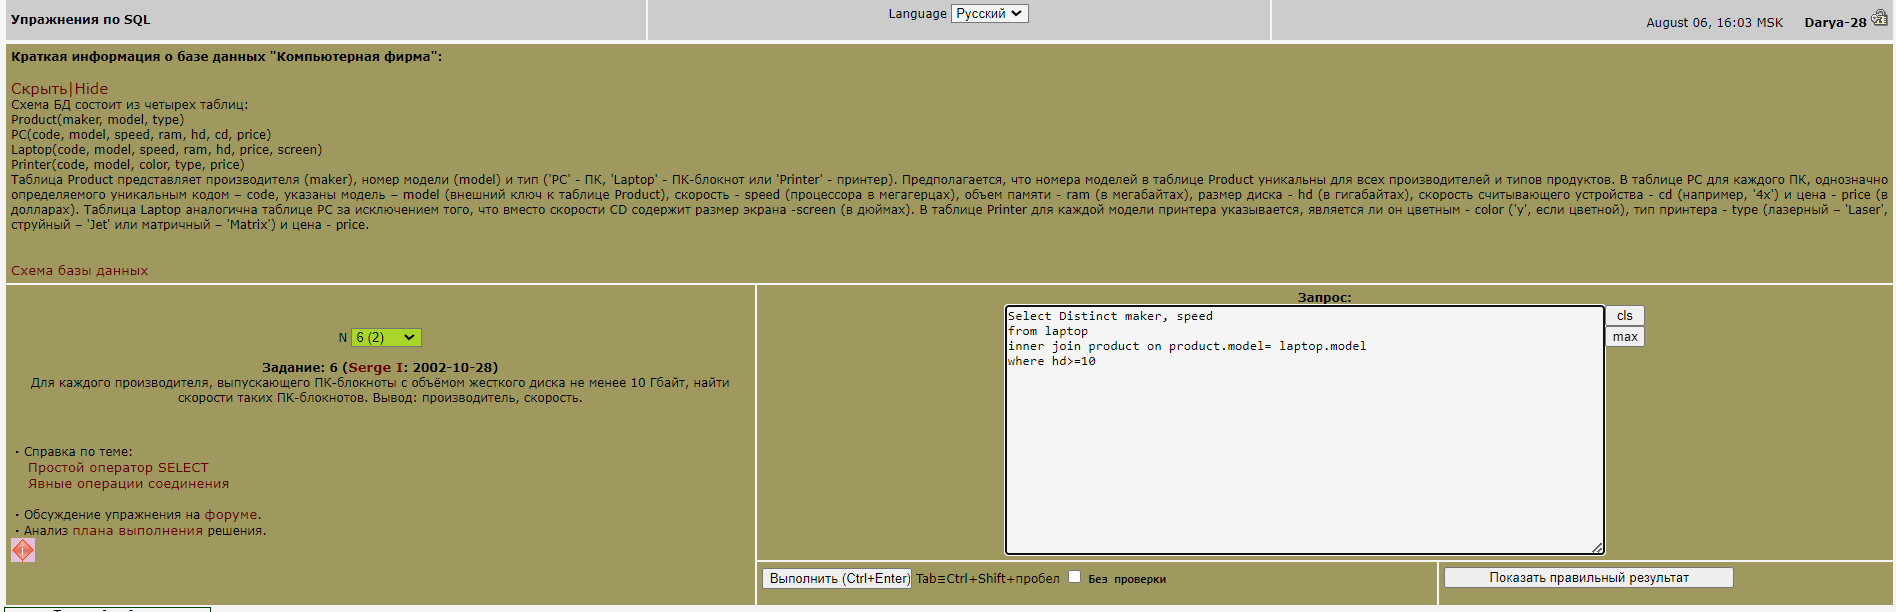 Упражнения по SQL
Language Русский
August 06, 16:03 MSK Darya-28
Краткая информация о базе данных "Компьютерная фирма":
Скрыть|Hide
Схема БД состоит из четырех таблиц:
Product(maker, model, type)
PC(code, model, speed, ram, hd, cd, price)
Laptop(code, model, speed, ram, hd, price, screen)
Printer(code, model, color, type, price)
Таблица Product представляет производителя (maker), номер модели (model) и тип ('PC' - ПК, 'Laptop' - ПК-блокнот или 'Printer' - принтер). Предполагается, что номера моделей в таблице Product уникальны для всех производителей и типов продуктов. В таблице PC для каждого ПК, однозначно
определяемого уникальным кодом – code, указаны модель – model (внешний ключ к таблице Product), скорость - speed (процессора в мегагерцах), объем памяти - ram (в мегабайтах), размер диска - hd (в гигабайтах), скорость считывающего устройства - cd (например, '4x') и цена - price (в
долларах). Таблица Laptop аналогична таблице РС за исключением того, что вместо скорости CD содержит размер экрана -screen (в дюймах). В таблице Printer для каждой модели принтера указывается, является ли он цветным - color ('y', если цветной), тип принтера - type (лазерный – 'Laser',
струйный – 'Jet' или матричный – 'Matrix') и цена - price.
Схема базы данных
N 6 (2)
Задание: 6 (Serge I: 2002-10-28)
Для каждого производителя, выпускающего ПК-блокноты c объёмом жесткого диска не менее 10 Гбайт, найти
скорости таких ПК-блокнотов. Вывод: производитель, скорость.
· Справка по теме:
Простой оператор SELECT
Явные операции соединения
· Обсуждение упражнения на форуме.
· Анализ плана выполнения решения.
Запрос:
Select Distinct maker, speed
from laptop
inner join product on product.model= laptop.model
where hd>=10
cls
max
Выполнить (Ctrl+Enter) Tab≡Ctrl+Shift+пробел Без проверки
Показать правильный результат